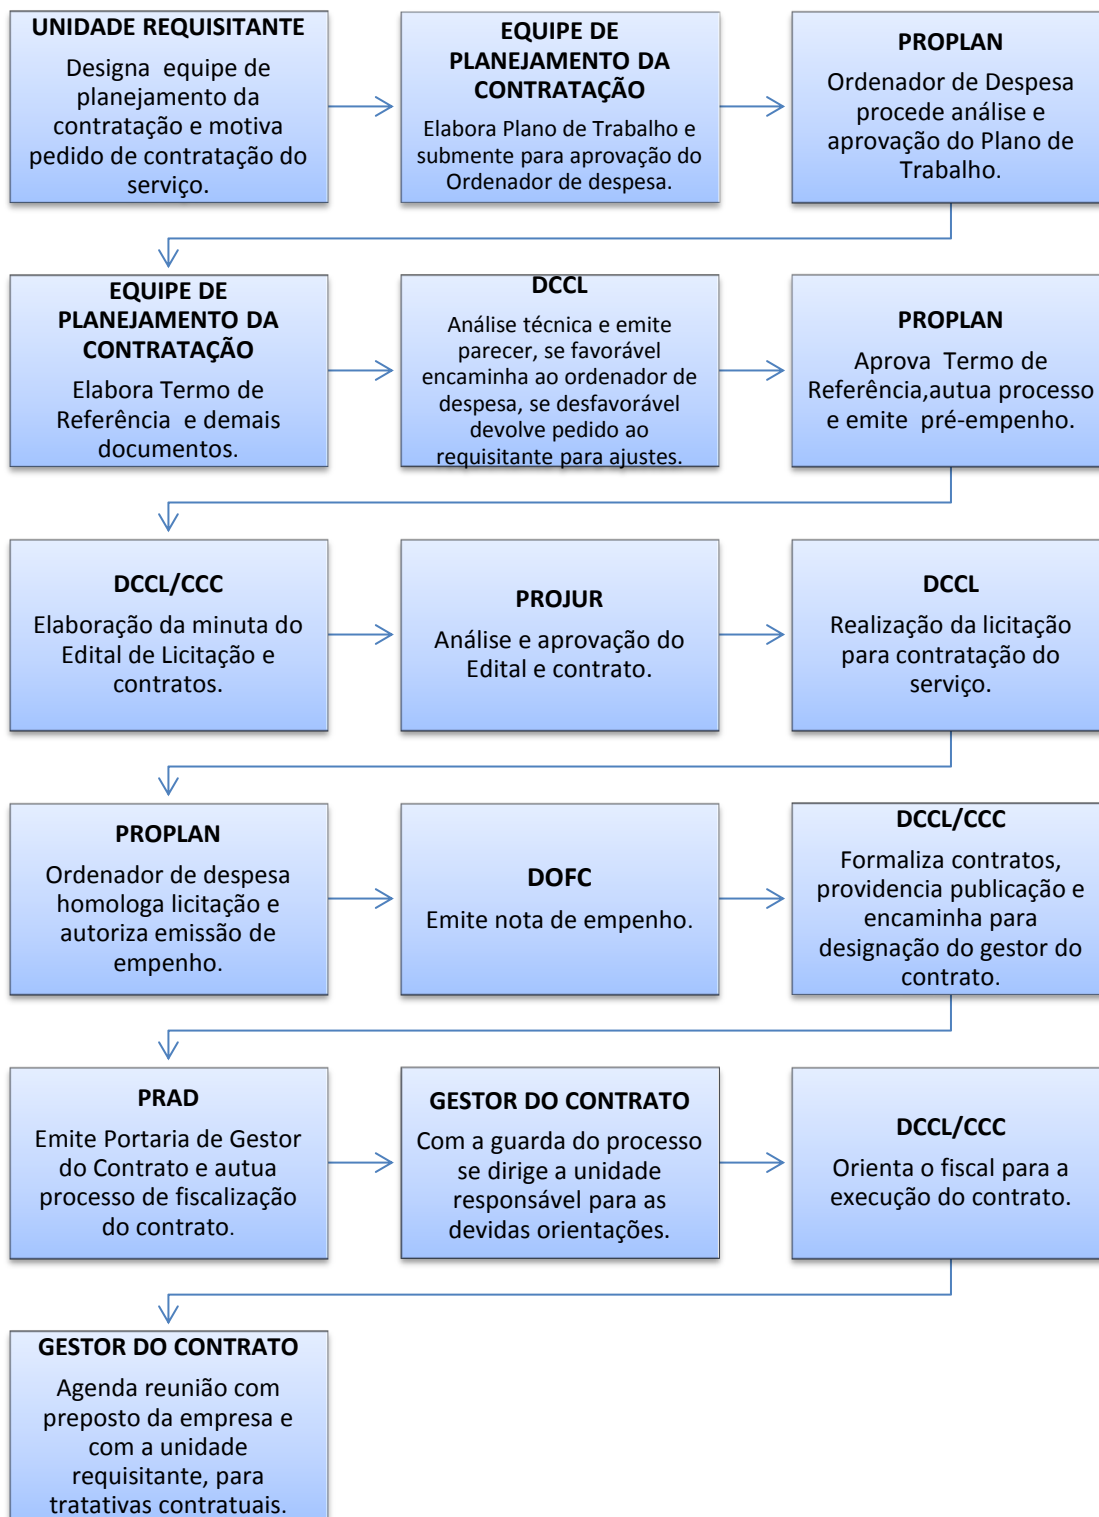 UNIDADE REQUISITANTE
Designa equipe de
planejamento da
contratação e motiva
pedido de contratação do
serviço.
EQUIPE DE
PLANEJAMENTO DA
CONTRATAÇÃO
Elabora Plano de Trabalho e
submente para aprovação do
Ordenador de despesa.
PROPLAN
Ordenador de Despesa
procede análise e
aprovação do Plano de
Trabalho.
EQUIPE DE
PLANEJAMENTO DA
CONTRATAÇÃO
Elabora Termo de
Referência e demais
documentos.
DCCL
Análise técnica e emite
parecer, se favorável
encaminha ao ordenador de
despesa, se desfavorável
devolve pedido ao
requisitante para ajustes.
PROPLAN
Aprova Termo de
Referência,autua processo
e emite pré-empenho.
DCCL/CCC
Elaboração da minuta do
Edital de Licitação e
contratos.
PROJUR
Análise e aprovação do
Edital e contrato.
DCCL
Realização da licitação
para contratação do
serviço.
PROPLAN
Ordenador de despesa
homologa licitação e
autoriza emissão de
empenho.
DOFC
Emite nota de empenho.
DCCL/CCC
Formaliza contratos,
providencia publicação e
encaminha para
designação do gestor do
contrato.
PRAD
Emite Portaria de Gestor
do Contrato e autua
processo de fiscalização
do contrato.
GESTOR DO CONTRATO
Com a guarda do processo
se dirige a unidade
responsável para as
devidas orientações.
DCCL/CCC
Orienta o fiscal para a
execução do contrato.
GESTOR DO CONTRATO
Agenda reunião com
preposto da empresa e
com a unidade
requisitante, para
tratativas contratuais.